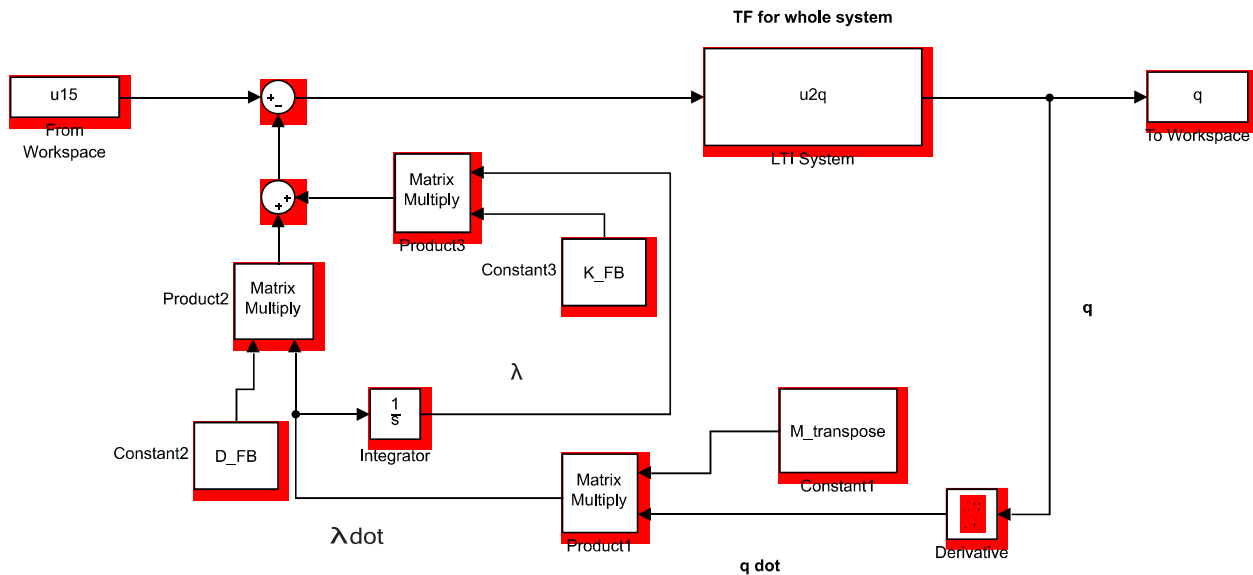 TF for whole system
u15
From
Workspace
+
−
u2q
LTI System
q
To Workspace
Matrix
Multiply
Product3
+
+
Constant3
K_FB
Product2
Matrix
Multiply
q
λ
1
s
Integrator
M_transpose
Constant1
Constant2
D_FB
Matrix
Multiply
Product1
Derivative
λdot
q dot